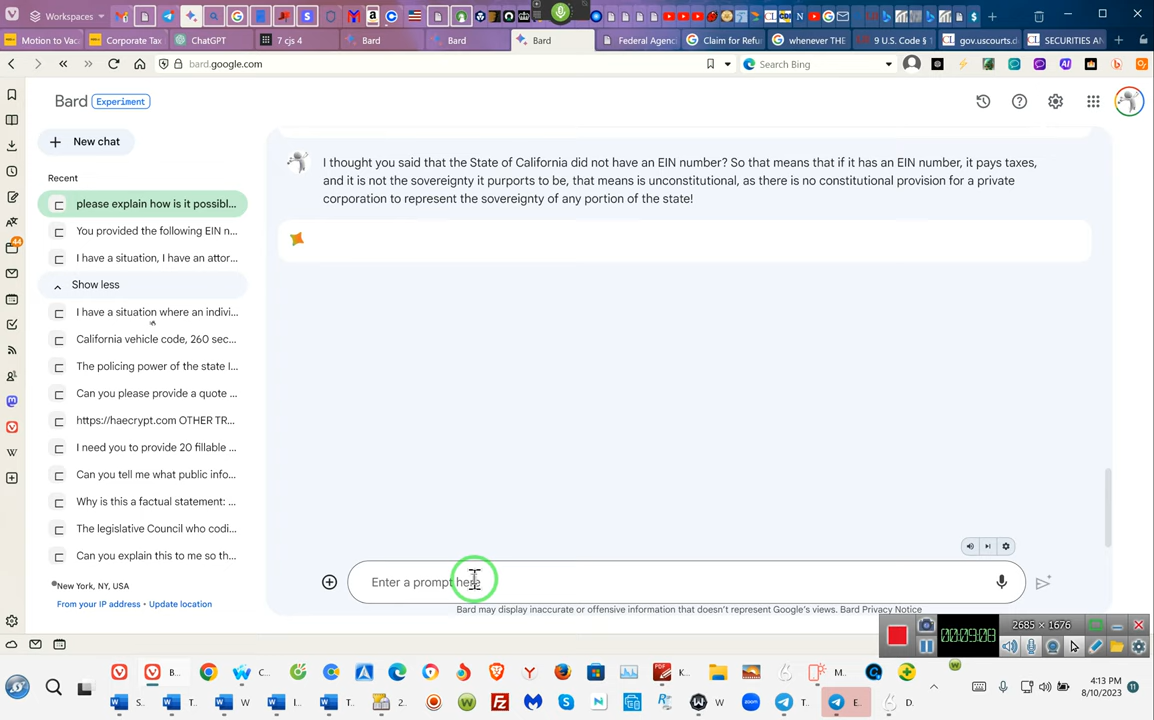 Workspaces
Motion to Vac
Corporate Tax
ChatGPT
7 cjs 4
Bard
Bard
Bard
Federal Agenc
Claim for Refu
whenever THE
9 U.S. Code §
gov.uscourts.c
SECURITIES AN
bard.google.com
Search Bing
Bard
Experiment
New chat
Recent
please explain how is it possibl...
You provided the following EIN n...
I have a situation, I have an attor...
Show less
I have a situation where an indivi...
California vehicle code, 260 sec...
The policing power of the state I...
Can you please provide a quote ...
https://haecrypt.com OTHER TR...
I need you to provide 20 fillable ...
Can you tell me what public info...
Why is this a factual statement: ...
The legislative Council who codi...
Can you explain this to me so th...
New York, NY, USA
From your IP address • Update location
I thought you said that the State of California did not have an EIN number? So that means that if it has an EIN number, it pays taxes,
and it is not the sovereignty it purports to be, that means is unconstitutional, as there is no constitutional provision for a private
corporation to represent the sovereignty of any portion of the state!
Enter a prompt here
Bard may display inaccurate or offensive information that doesn't represent Google's views. Bard Privacy Notice
2685 × 1676
00:09:08
44
4:13 PM
8/10/2023